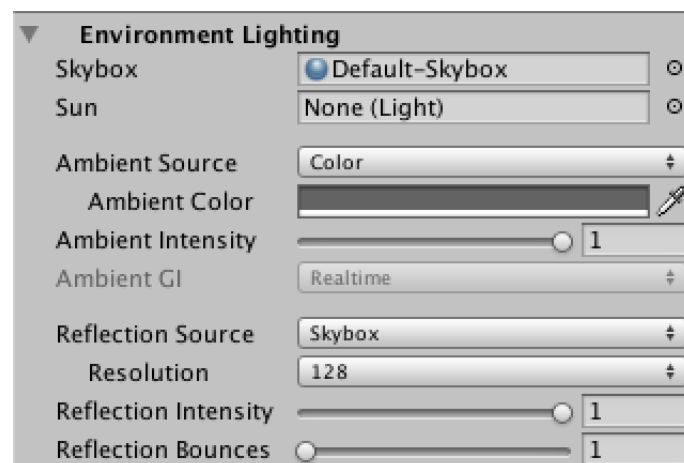 Environment Lighting
Skybox Default-Skybox
Sun None (Light)
Ambient Source Color
Ambient Color
Ambient Intensity 1
Ambient GI Realtime
Reflection Source Skybox
Resolution 128
Reflection Intensity 1
Reflection Bounces 1